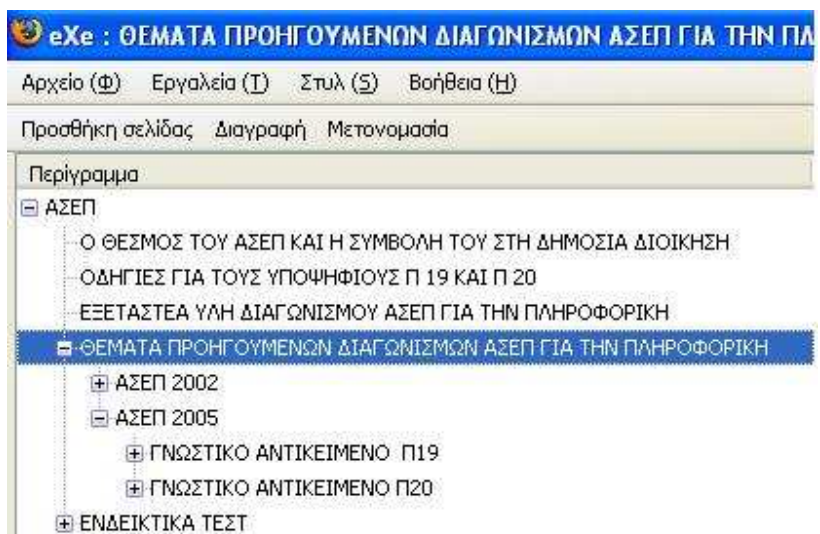 eXe : ΘΕΜΑΤΑ ΠΡΟΗΓΟΥΜΕΝΩΝ ΔΙΑΓΩΝΙΣΜΩΝ ΑΣΕΠ ΓΙΑ ΤΗΝ ΠΛ
Αρχείο (Φ) Εργαλεία (T) Στυλ (S) Βοήθεια (H)
Προσθήκη σελίδας Διαγραφή Μετονομασία
Περίγραμμα
ΑΣΕΠ
Ο ΘΕΣΜΟΣ ΤΟΥ ΑΣΕΠ ΚΑΙ Η ΣΥΜΒΟΛΗ ΤΟΥ ΣΤΗ ΔΗΜΟΣΙΑ ΔΙΟΙΚΗΣΗ
ΟΔΗΓΙΕΣ ΓΙΑ ΤΟΥΣ ΥΠΟΨΗΦΙΟΥΣ Π 19 ΚΑΙ Π 20
ΕΞΕΤΑΣΤΕΑ ΥΛΗ ΔΙΑΓΩΝΙΣΜΟΥ ΑΣΕΠ ΓΙΑ ΤΗΝ ΠΛΗΡΟΦΟΡΙΚΗ
ΘΕΜΑΤΑ ΠΡΟΗΓΟΥΜΕΝΩΝ ΔΙΑΓΩΝΙΣΜΩΝ ΑΣΕΠ ΓΙΑ ΤΗΝ ΠΛΗΡΟΦΟΡΙΚΗ
ΑΣΕΠ 2002
ΑΣΕΠ 2005
ΓΝΩΣΤΙΚΟ ΑΝΤΙΚΕΙΜΕΝΟ Π19
ΓΝΩΣΤΙΚΟ ΑΝΤΙΚΕΙΜΕΝΟ Π20
ΕΝΔΕΙΚΤΙΚΑ ΤΕΣΤ